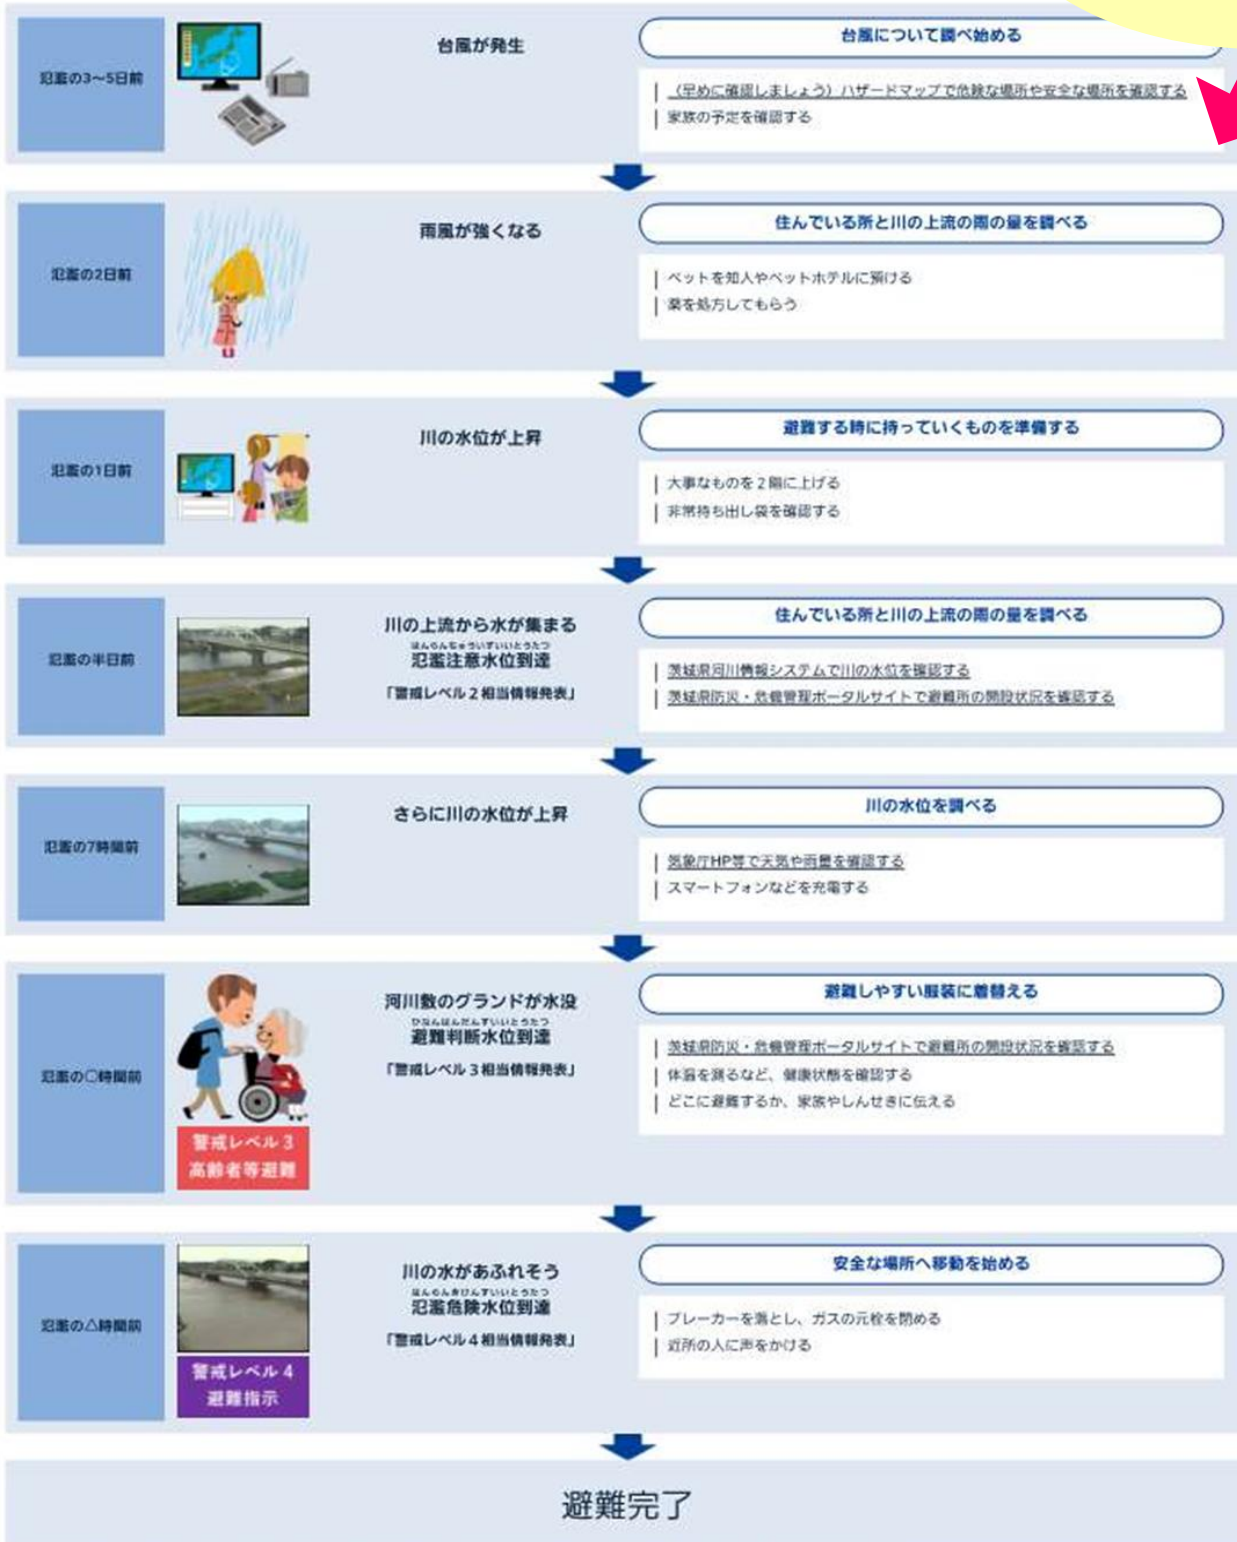 氾濫の3~5日前
台風が発生
台風について調べ始める
(早めに確認しましょう)ハザードマップで危険な場所や安全な場所を確認する
家族の予定を確認する
氾濫の2日前
雨風が強くなる
住んでいる所と川の上流の雨の量を調べる
ペットを知人やペットホテルに預ける
薬を処方してもらう
氾濫の1日前
川の水位が上昇
避難する時に持っていくものを準備する
大事なものを2階に上げる
非常持ち出し袋を確認する
氾濫の半日前
川の上流から水が集まる
はんらんちゅういすいいとうたつ
氾濫注意水位到達
「警戒レベル2相当情報発表」
住んでいる所と川の上流の雨の量を調べる
茨城県河川情報システムで川の水位を確認する
茨城県防災・危機管理ポータルサイトで避難所の開設状況を確認する
氾濫の7時間前
さらに川の水位が上昇
川の水位を調べる
気象庁HP等で天気や雨量を確認する
スマートフォンなどを充電する
氾濫の○時間前
警戒レベル3
高齢者等避難
河川敷のグランドが水没
ひなんはんだんすいいとうたつ
避難判断水位到達
「警戒レベル3相当情報発表」
避難しやすい服装に着替える
茨城県防災・危機管理ポータルサイトで避難所の開設状況を確認する
体温を測るなど、健康状態を確認する
どこに避難するか、家族やしんせきに伝える
氾濫の△時間前
警戒レベル4
避難指示
川の水があふれそう
はんらんきけんすいいとうたつ
氾濫危険水位到達
「警戒レベル4相当情報発表」
安全な場所へ移動を始める
ブレーカーを落とし、ガスの元栓を閉める
近所の人に声をかける
避難完了